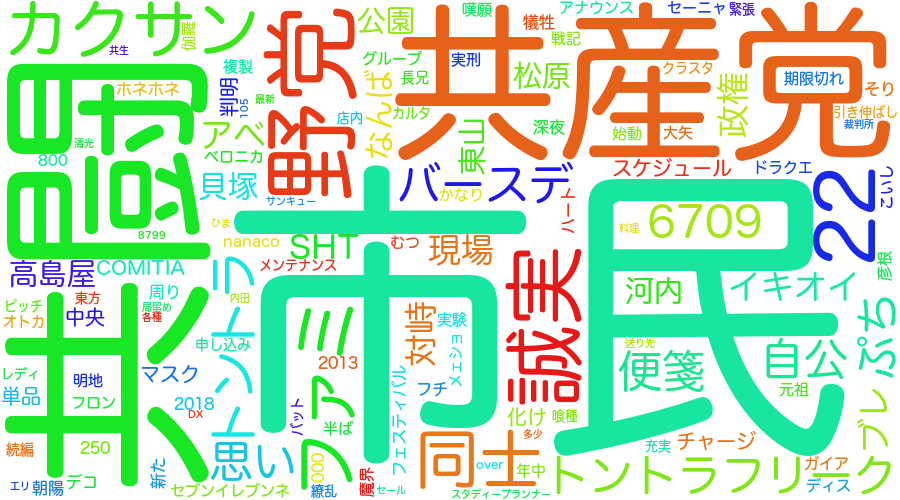 カクサン
伽羅
共生
野党
公園
嘆願
アナウンス
セーニャ
緊張
犠牲
戦記
共産党
共闘
市民
ホネホネ
複製
判明
105
最新
グループ
実刑
長兄
松原
クラスタ
政権
期限切れ
そり
引き伸ばし
裁判所
なんば
カルタ
店内
清光
800
アベ
ベロニカ
東山
深夜
始動
大矢
貝塚
サンキュー
バースデ
かなり
ハート
スケジュール
ドラクエ
22
こいし
8799
ひま
nanaco
SHT
むつ
現場
6709
料理
高島屋
COMITIA
メンテナンス
誠実
河内
イキオイ
彦根
ぷち
ピッチ
オトカ
東方
中央
周り
局留め
各種
内田
トントラ
申し込み
ファミ
対峙
実験
メェショ
送り先
便箋
自公
レディ
単品
明地
マスク
2013
フロン
2018
DX
フェスティバル
フチ
元祖
ブレ
続編
250
バット
半ば
同士
化け
喰種
多少
充実
チャージ
思い
000
over
年中
トントラフリーク
ガイア
ディス
エリ
朝陽
デコ
新た
セブンイレブンネ
繚乱
魔界
セール
スタディープランナー